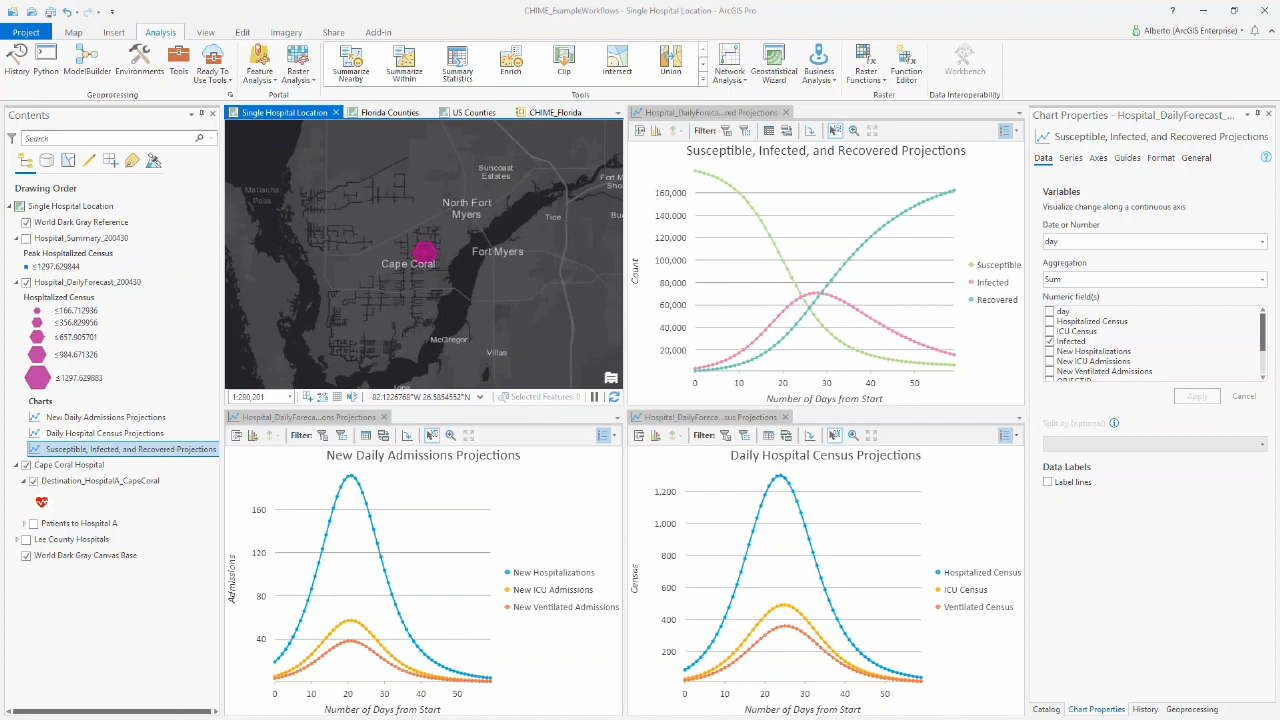 CHIME_ExampleWorkflows - Single Hospital Location - ArcGIS Pro
?
Project Map Insert Analysis View Edit Imagery Share Add-In
Alberto (ArcGIS Enterprise)
History Python ModelBuilder Environments Tools Ready To Use Tools
Feature Analysis Raster Analysis
Summarize Nearby Summarize Within Summary Statistics Enrich Clip Intersect Union
Network Analysis Geostatistical Wizard Business Analysis Raster Functions Function Editor Workbench
Geoprocessing Portal Tools Raster Data Interoperability
Contents
Search
Drawing Order
Single Hospital Location
World Dark Gray Reference
Hospital_Summary_200430
Peak Hospitalized Census
≤1297.629844
Hospital_DailyForecast_200430
Hospitalized Census
≤166.712936
≤356.829956
≤657.905701
≤984.671326
≤1297.629883
Charts
New Daily Admissions Projections
Daily Hospital Census Projections
Susceptible, Infected, and Recovered Projections
Cape Coral Hospital
Destination_HospitalA_CapeCoral
Patients to Hospital A
Lee County Hospitals
World Dark Gray Canvas Base
Single Hospital Location Florida Counties US Counties CHIME_Florida
Matlacha Pass
Suncoast Estates
Fort M
Sho
North Fort Myers
Tice
Bu
Fort Myers
Cape Coral
McGregor
Villas
1:280,201
82.1226768°W 26.5854552°N
Selected Features: 0
Hospital_DailyForeca...red Projections
Filter:
Susceptible, Infected, and Recovered Projections
160,000
140,000
120,000
100,000
80,000
60,000
40,000
20,000
Count
0 10 20 30 40 50
Number of Days from Start
Susceptible
Infected
Recovered
Hospital_DailyForeca...ons Projections
Filter:
New Daily Admissions Projections
160
120
80
40
Admissions
0 10 20 30 40 50
Number of Days from Start
New Hospitalizations
New ICU Admissions
New Ventilated Admissions
Hospital_DailyForeca...sus Projections
Filter:
Daily Hospital Census Projections
1,200
1,000
800
600
400
200
Census
0 10 20 30 40 50
Number of Days from Start
Hospitalized Census
ICU Census
Ventilated Census
Chart Properties - Hospital_DailyForecast_...
Susceptible, Infected, and Recovered Projections
Data Series Axes Guides Format General
Variables
Visualize change along a continuous axis
Date or Number
day
Aggregation
Sum
Numeric field(s)
day
Hospitalized Census
ICU Census
Infected
New Hospitalizations
New ICU Admissions
New Ventilated Admissions
OBJECTID
Apply Cancel
Split by (optional)
Data Labels
Label lines
Catalog Chart Properties History Geoprocessing